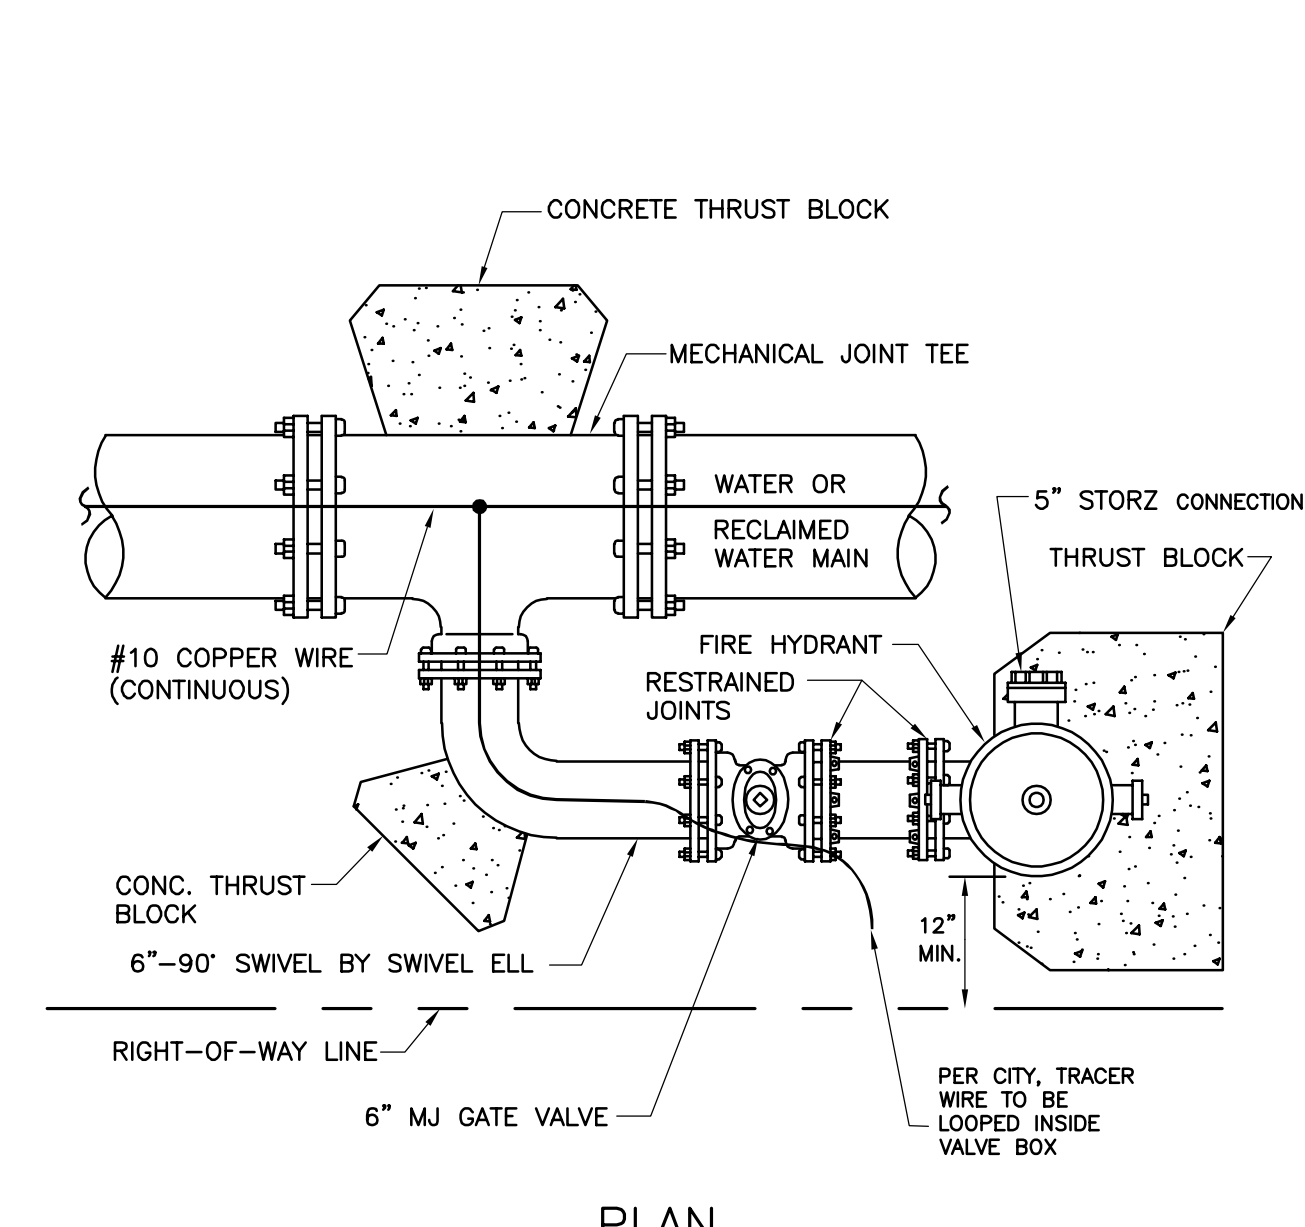 CONCRETE THRUST BLOCK
MECHANICAL JOINT TEE
WATER OR
RECLAIMED
WATER MAIN
5" STORZ CONNECTION
THRUST BLOCK
#10 COPPER WIRE
(CONTINUOUS)
FIRE HYDRANT
RESTRAINED
JOINTS
CONC. THRUST
BLOCK
12"
MIN.
6"-90° SWIVEL BY SWIVEL ELL
RIGHT-OF-WAY LINE
6" MJ GATE VALVE
PER CITY, TRACER
WIRE TO BE
LOOPED INSIDE
VALVE BOX
PLAN